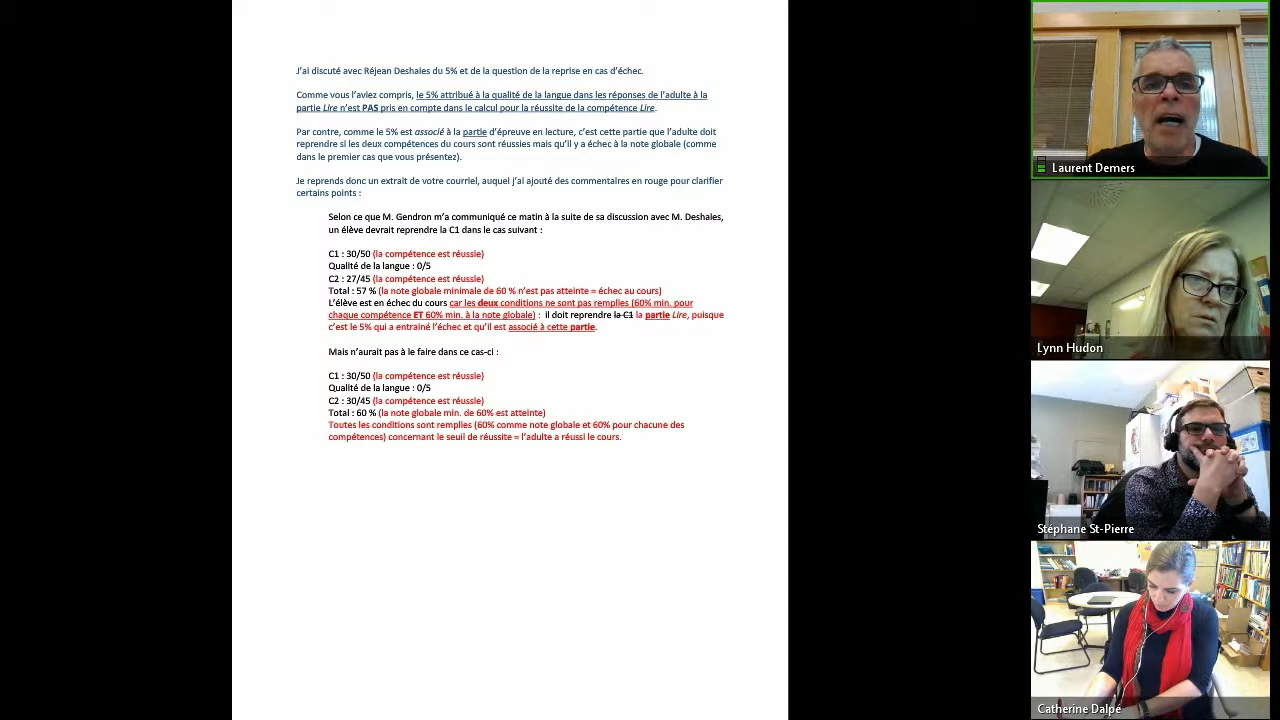 J'ai discuté avec Réjean Deshaies du 5% et de la question de la reprise en cas d'échec.
Comme vous l'aviez compris, le 5% attribué à la qualité de la langue dans les réponses de l'adulte à la
partie Lire n'est PAS pris en compte dans le calcul pour la réussite de la compétence Lire.
Par contre, comme le 5% est associé à la partie d'épreuve en lecture, c'est cette partie que l'adulte doit
reprendre si les deux compétences du cours sont réussies mais qu'il y a échec à la note globale (comme
dans le premier cas que vous présentez).
Je reprends donc un extrait de votre courriel, auquel j'ai ajouté des commentaires en rouge pour clarifier
certains points :
Selon ce que M. Gendron m'a communiqué ce matin à la suite de sa discussion avec M. Deshaies,
un élève devrait reprendre la C1 dans le cas suivant :
C1 : 30/50 (la compétence est réussie)
Qualité de la langue : 0/5
C2 : 27/45 (la compétence est réussie)
Total : 57 % (la note globale minimale de 60 % n'est pas atteinte = échec au cours)
L'élève est en échec du cours car les deux conditions ne sont pas remplies (60% min. pour
chaque compétence ET 60% min. à la note globale) : il doit reprendre la C1 la partie Lire, puisque
c'est le 5% qui a entrainé l'échec et qu'il est associé à cette partie.
Mais n'aurait pas à le faire dans ce cas-ci :
C1 : 30/50 (la compétence est réussie)
Qualité de la langue : 0/5
C2 : 30/45 (la compétence est réussie)
Total : 60 % (la note globale min. de 60% est atteinte)
Toutes les conditions sont remplies (60% comme note globale et 60% pour chacune des
compétences) concernant le seuil de réussite = l'adulte a réussi le cours.
Laurent Demers
Lynn Hudon
Stéphane St-Pierre
Catherine Dalpé